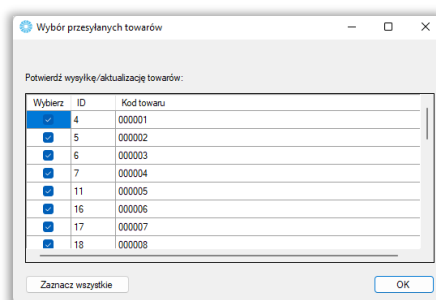 Wybór przesyłanych towarów
Potwierdź wysyłkę/aktualizację towarów:
Wybierz ID Kod towaru
4 000001
5 000002
6 000003
7 000004
11 000005
16 000006
17 000007
18 000008
Zaznacz wszystkie OK